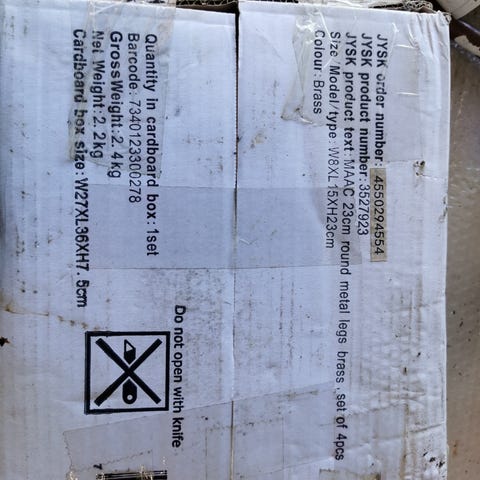 JYSK order number: 4550294554
JYSK product number: 3527923
JYSK product text: MAAC 23cm round metal legs brass, set of 4pcs
Size / Model / type: W8XL15XH23cm
Colour: Brass
Quantity in cardboard box: 1set
Barcode: 7340123300278
GrossWeight: 2. 4kg
Net Weight: 2. 2kg
Cardboard box size: W27XL36XH7. 5cm
Do not open with knife
7